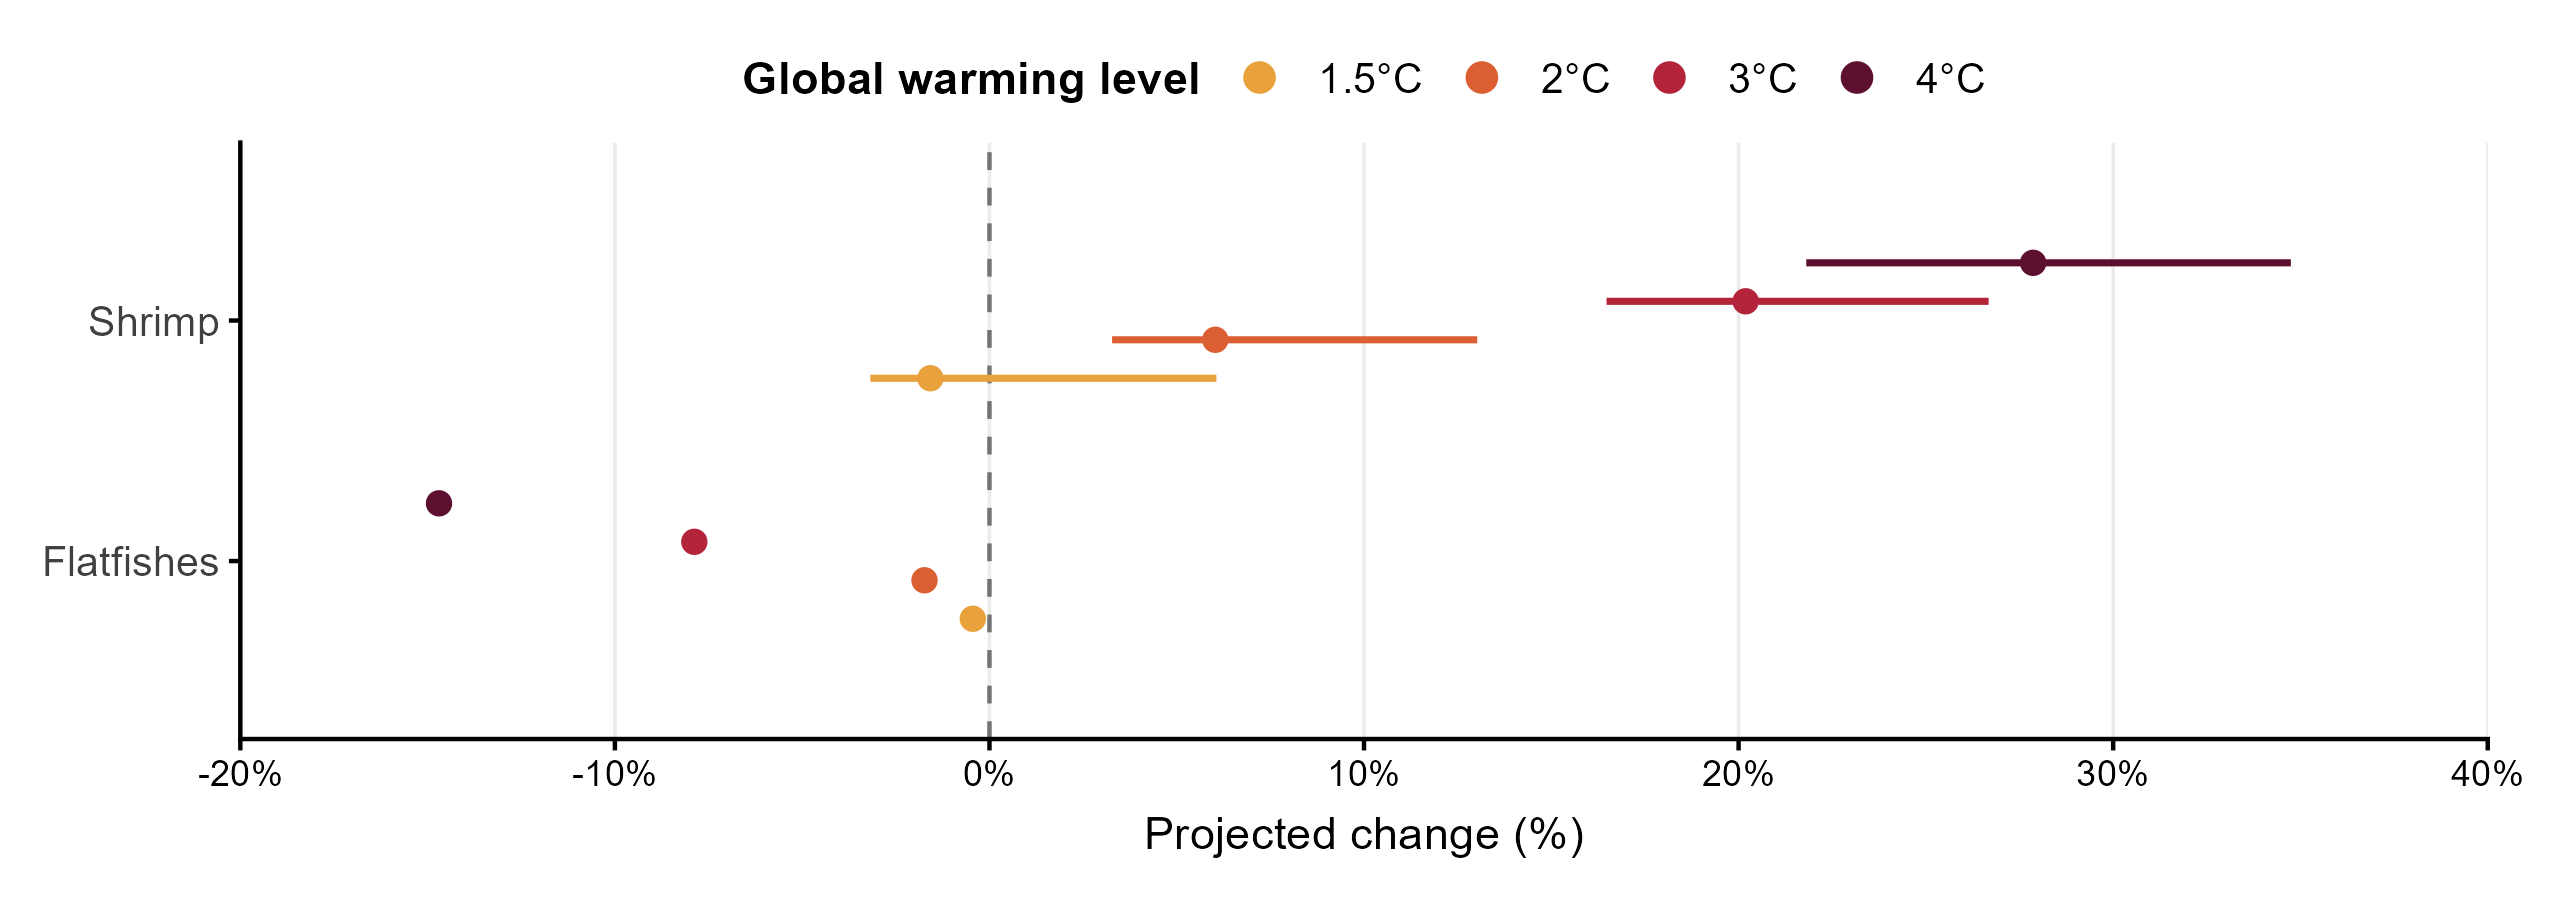 Global warming level 1.5°C 2°C 3°C 4°C
Shrimp
Flatfishes
-20% -10% 0% 10% 20% 30% 40%
Projected change (%)